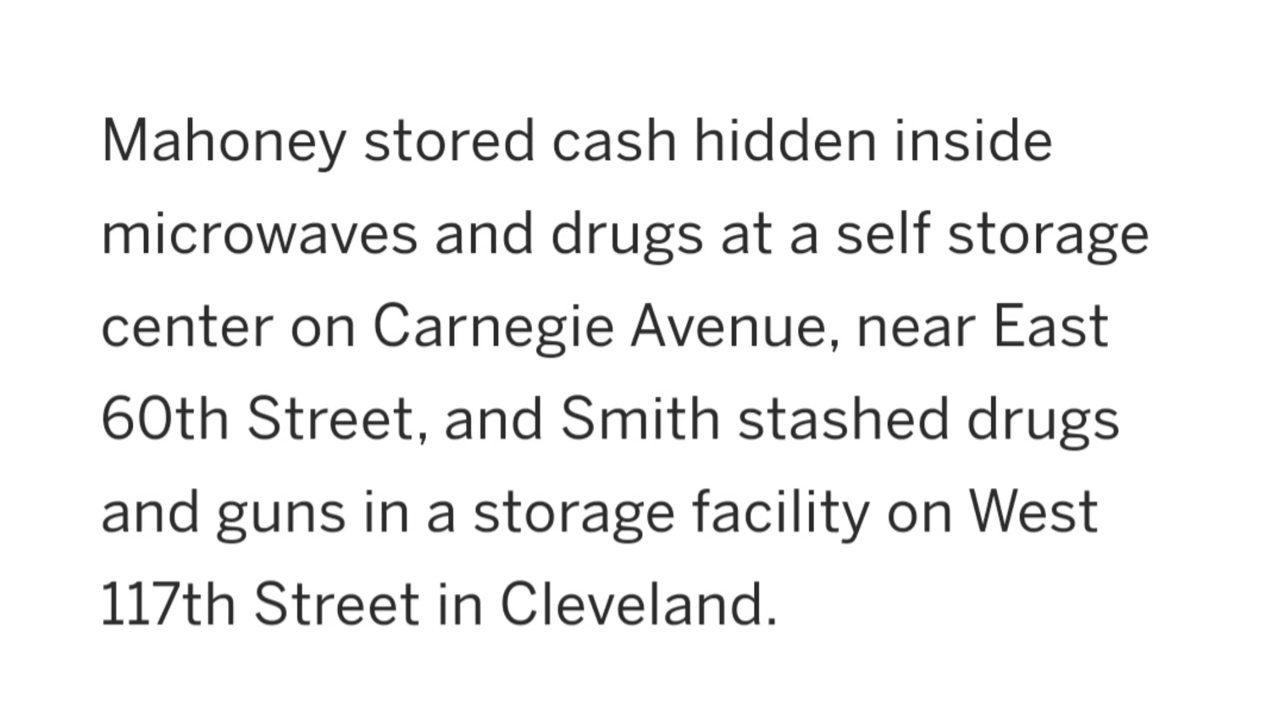 Mahoney stored cash hidden inside
microwaves and drugs at a self storage
center on Carnegie Avenue, near East
60th Street, and Smith stashed drugs
and guns in a storage facility on West
117th Street in Cleveland.